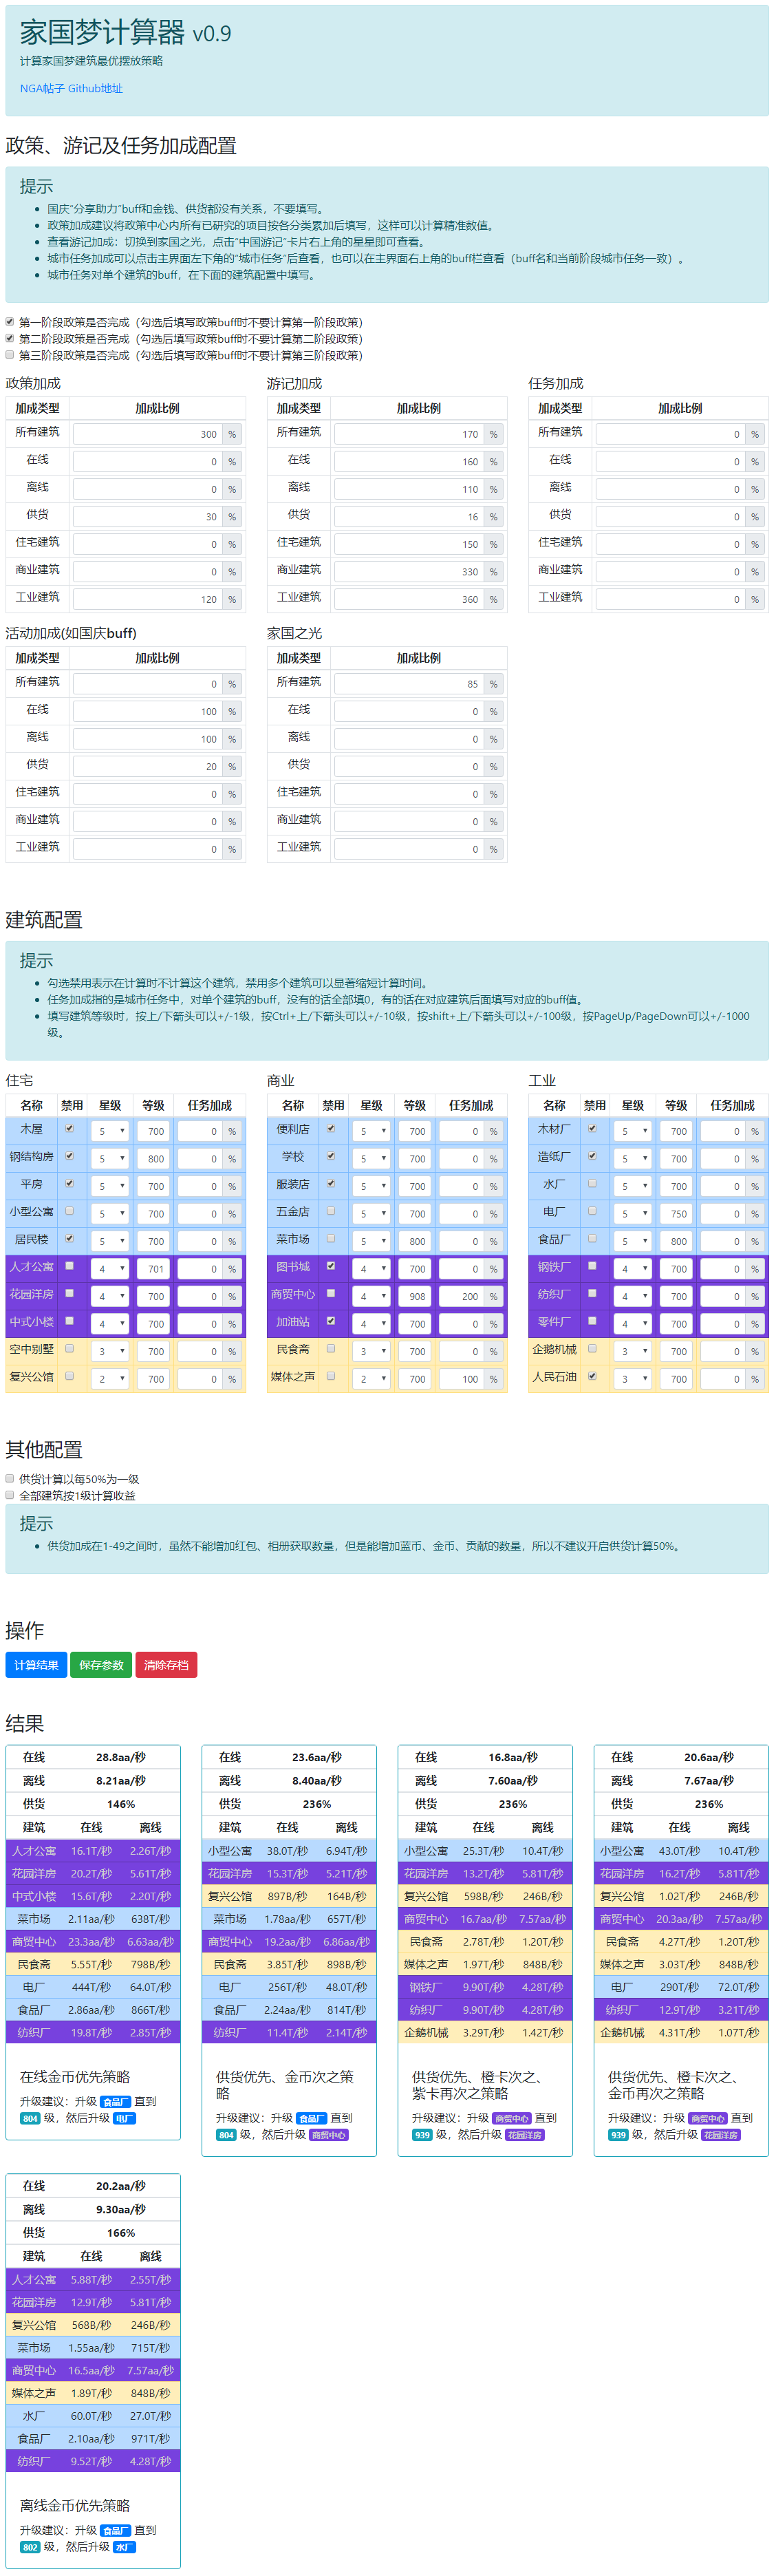 家国梦计算器 v0.9
计算家国梦建筑最优摆放策略
NGA帖子 Github地址
政策、游记及任务加成配置
提示
国庆"分享助力"buff和金钱、供货都没有关系，不要填写。
政策加成建议将政策中心内所有已研究的项目按各分类累加后填写，这样可以计算精准数值。
查看游记加成：切换到家国之光，点击"中国游记"卡片右上角的星星即可查看。
城市任务加成可以点击主界面左下角的"城市任务"后查看，也可以在主界面右上角的buff栏查看（buff名和当前阶段城市任务一致）。
城市任务对单个建筑的buff，在下面的建筑配置中填写。
第一阶段政策是否完成（勾选后填写政策buff时不要计算第一阶段政策）
第二阶段政策是否完成（勾选后填写政策buff时不要计算第二阶段政策）
第三阶段政策是否完成（勾选后填写政策buff时不要计算第三阶段政策）
政策加成 游记加成 任务加成
加成类型 加成比例 加成类型 加成比例 加成类型 加成比例
所有建筑 300 % 所有建筑 170 % 所有建筑 0 %
在线 0 % 在线 160 % 在线 0 %
离线 0 % 离线 110 % 离线 0 %
供货 30 % 供货 16 % 供货 0 %
住宅建筑 0 % 住宅建筑 150 % 住宅建筑 0 %
商业建筑 0 % 商业建筑 330 % 商业建筑 0 %
工业建筑 120 % 工业建筑 360 % 工业建筑 0 %
活动加成(如国庆buff) 家国之光
加成类型 加成比例 加成类型 加成比例
所有建筑 0 % 所有建筑 85 %
在线 100 % 在线 0 %
离线 100 % 离线 0 %
供货 20 % 供货 0 %
住宅建筑 0 % 住宅建筑 0 %
商业建筑 0 % 商业建筑 0 %
工业建筑 0 % 工业建筑 0 %
建筑配置
提示
勾选禁用表示在计算时不计算这个建筑，禁用多个建筑可以显著缩短计算时间。
任务加成指的是城市任务中，对单个建筑的buff，没有的话全部填0，有的话在对应建筑后面填写对应的buff值。
填写建筑等级时，按上/下箭头可以+/-1级，按Ctrl+上/下箭头可以+/-10级，按shift+上/下箭头可以+/-100级，按PageUp/PageDown可以+/-1000
级。
住宅 商业 工业
名称 禁用 星级 等级 任务加成 名称 禁用 星级 等级 任务加成 名称 禁用 星级 等级 任务加成
木屋 5 700 0 % 便利店 5 700 0 % 木材厂 5 700 0 %
钢结构房 5 800 0 % 学校 5 700 0 % 造纸厂 5 700 0 %
平房 5 700 0 % 服装店 5 700 0 % 水厂 5 700 0 %
小型公寓 5 700 0 % 五金店 5 700 0 % 电厂 5 750 0 %
居民楼 5 700 0 % 菜市场 5 800 0 % 食品厂 5 800 0 %
人才公寓 4 701 0 % 图书城 4 700 0 % 钢铁厂 4 700 0 %
花园洋房 4 700 0 % 商贸中心 4 908 200 % 纺织厂 4 700 0 %
中式小楼 4 700 0 % 加油站 4 700 0 % 零件厂 4 700 0 %
空中别墅 3 700 0 % 民食斋 3 700 0 % 企鹅机械 3 700 0 %
复兴公馆 2 700 0 % 媒体之声 2 700 100 % 人民石油 3 700 0 %
其他配置
供货计算以每50%为一级
全部建筑按1级计算收益
提示
供货加成在1-49之间时，虽然不能增加红包、相册获取数量，但是能增加蓝币、金币、贡献的数量，所以不建议开启供货计算50%。
操作
计算结果 保存参数 清除存档
结果
在线 28.8aa/秒 在线 23.6aa/秒 在线 16.8aa/秒 在线 20.6aa/秒
离线 8.21aa/秒 离线 8.40aa/秒 离线 7.60aa/秒 离线 7.67aa/秒
供货 146% 供货 236% 供货 236% 供货 236%
建筑 在线 离线 建筑 在线 离线 建筑 在线 离线 建筑 在线 离线
人才公寓 16.1T/秒 2.26T/秒 小型公寓 38.0T/秒 6.94T/秒 小型公寓 25.3T/秒 10.4T/秒 小型公寓 43.0T/秒 10.4T/秒
花园洋房 20.2T/秒 5.61T/秒 花园洋房 15.3T/秒 5.21T/秒 花园洋房 13.2T/秒 5.81T/秒 花园洋房 16.2T/秒 5.81T/秒
中式小楼 15.6T/秒 2.20T/秒 复兴公馆 897B/秒 164B/秒 复兴公馆 598B/秒 246B/秒 复兴公馆 1.02T/秒 246B/秒
菜市场 2.11aa/秒 638T/秒 菜市场 1.78aa/秒 657T/秒 商贸中心 16.7aa/秒 7.57aa/秒 商贸中心 20.3aa/秒 7.57aa/秒
商贸中心 23.3aa/秒 6.63aa/秒 商贸中心 19.2aa/秒 6.86aa/秒 民食斋 2.78T/秒 1.20T/秒 民食斋 4.27T/秒 1.20T/秒
民食斋 5.55T/秒 798B/秒 民食斋 3.85T/秒 898B/秒 媒体之声 1.97T/秒 848B/秒 媒体之声 3.03T/秒 848B/秒
电厂 444T/秒 64.0T/秒 电厂 256T/秒 48.0T/秒 钢铁厂 9.90T/秒 4.28T/秒 电厂 290T/秒 72.0T/秒
食品厂 2.86aa/秒 866T/秒 食品厂 2.24aa/秒 814T/秒 纺织厂 9.90T/秒 4.28T/秒 纺织厂 12.9T/秒 3.21T/秒
纺织厂 19.8T/秒 2.85T/秒 纺织厂 11.4T/秒 2.14T/秒 企鹅机械 3.29T/秒 1.42T/秒 企鹅机械 4.31T/秒 1.07T/秒
在线金币优先策略
升级建议：升级 食品厂 直到
804 级，然后升级 电厂
供货优先、金币次之策
略
升级建议：升级 食品厂 直到
804 级，然后升级 商贸中心
供货优先、橙卡次之、
紫卡再次之策略
升级建议：升级 商贸中心 直到
939 级，然后升级 花园洋房
供货优先、橙卡次之、
金币再次之策略
升级建议：升级 商贸中心 直到
939 级，然后升级 花园洋房
在线 20.2aa/秒
离线 9.30aa/秒
供货 166%
建筑 在线 离线
人才公寓 5.88T/秒 2.55T/秒
花园洋房 12.9T/秒 5.81T/秒
复兴公馆 568B/秒 246B/秒
菜市场 1.55aa/秒 715T/秒
商贸中心 16.5aa/秒 7.57aa/秒
媒体之声 1.89T/秒 848B/秒
水厂 60.0T/秒 27.0T/秒
食品厂 2.10aa/秒 971T/秒
纺织厂 9.52T/秒 4.28T/秒
离线金币优先策略
升级建议：升级 食品厂 直到
802 级，然后升级 水厂